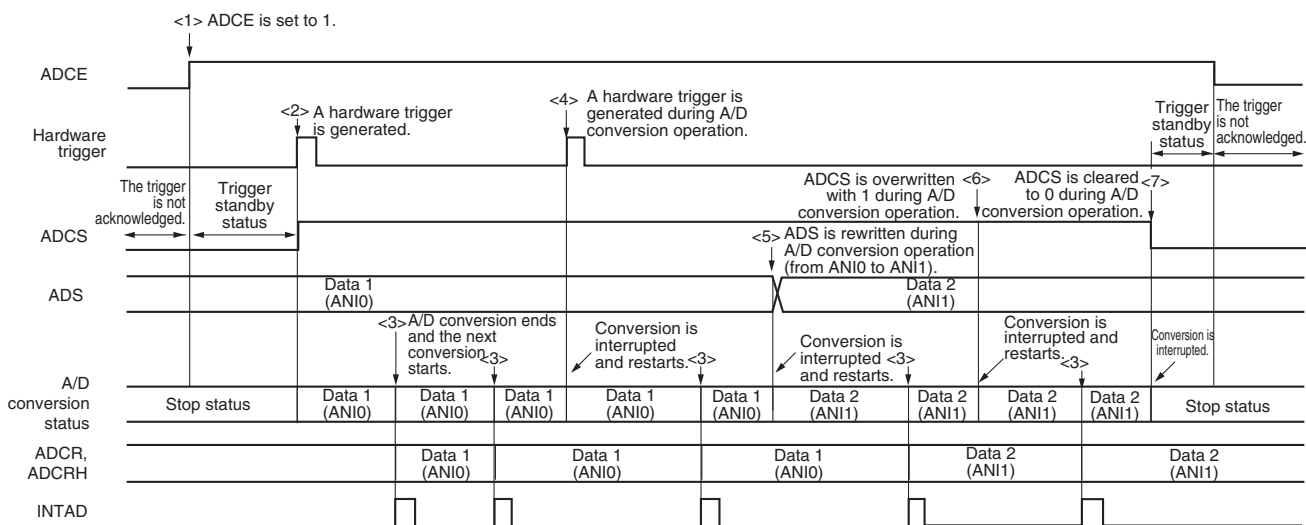 <1> ADCE is set to 1.
ADCE
<2> A hardware trigger
is generated.
<4> A hardware trigger is
generated during A/D
conversion operation.
Trigger
standby
status
The trigger
is not
acknowledged.
Hardware
trigger
The trigger
is not
acknowledged.
Trigger
standby
status
ADCS is overwritten <6>
with 1 during A/D
conversion operation.
ADCS is cleared <7>
to 0 during A/D
conversion operation.
ADCS
<5> ADS is rewritten during
A/D conversion operation
(from ANI0 to ANI1).
ADS
Data 1
(ANI0)
Data 2
(ANI1)
<3> A/D conversion ends
and the next
conversion
starts.
<3>
Conversion is
interrupted
and restarts.
<3>
Conversion is
interrupted
and restarts.
<3>
Conversion is
interrupted and
restarts.
<3>
Conversion is
interrupted.
A/D
conversion
status
Stop status
Data 1
(ANI0)
Data 1
(ANI0)
Data 1
(ANI0)
Data 1
(ANI0)
Data 1
(ANI0)
Data 2
(ANI1)
Data 2
(ANI1)
Data 2
(ANI1)
Data 2
(ANI1)
Stop status
ADCR,
ADCRH
Data 1
(ANI0)
Data 1
(ANI0)
Data 1
(ANI0)
Data 2
(ANI1)
Data 2
(ANI1)
INTAD